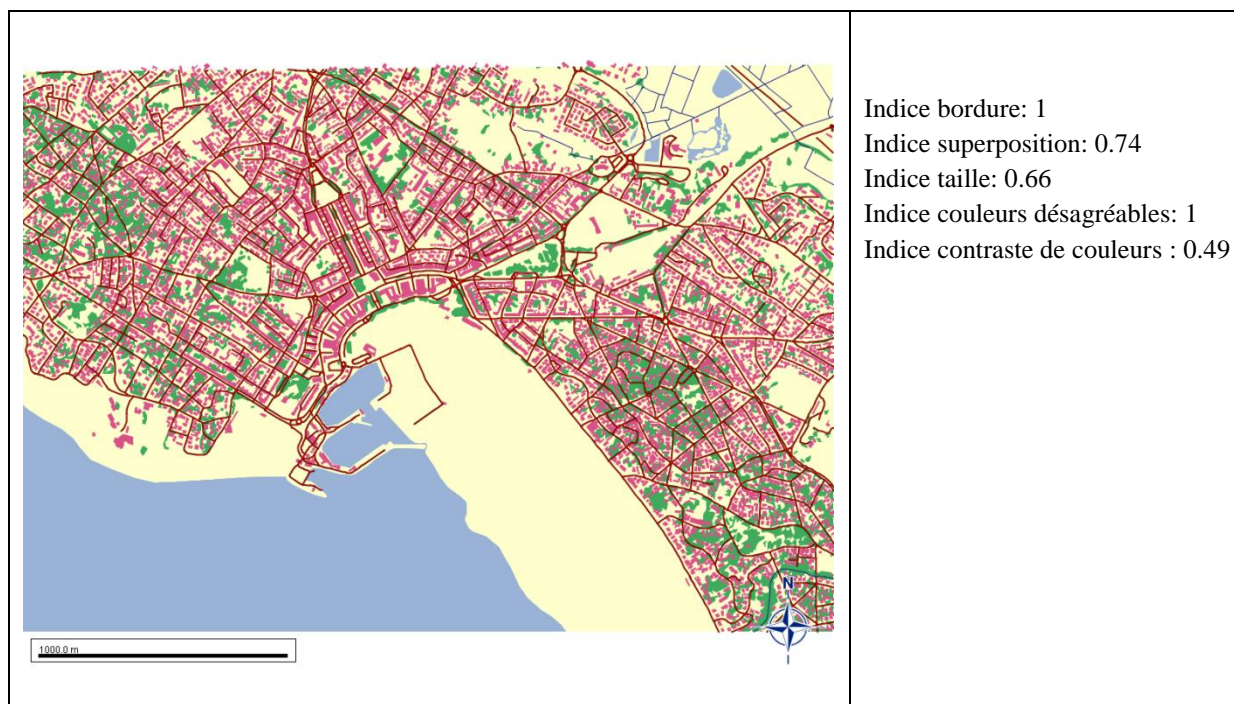 Indice bordure: 1
Indice superposition: 0.74
Indice taille: 0.66
Indice couleurs désagréables: 1
Indice contraste de couleurs : 0.49
N
1000.0 m